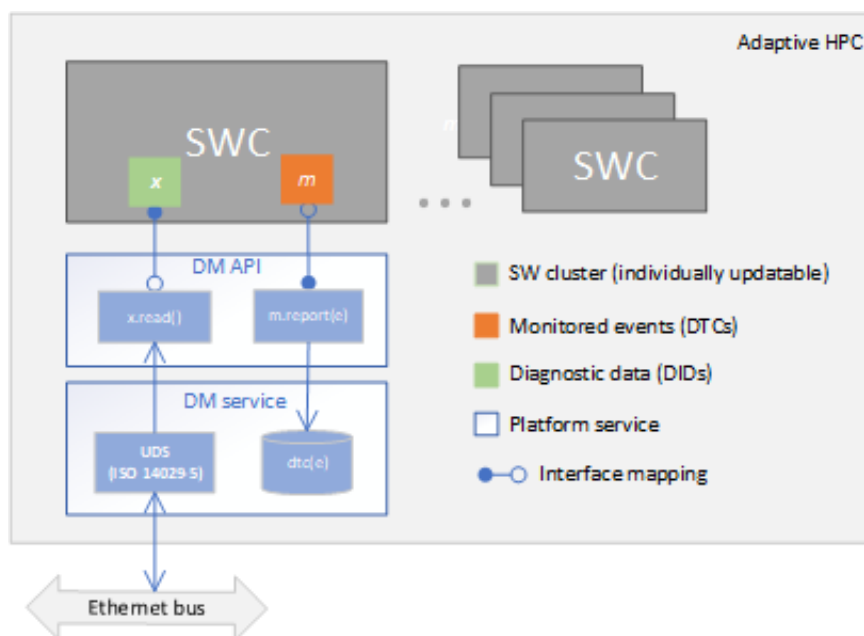 Adaptive HPC
SWC
x
m
m
SWC
DM API
x.read()
m.report(e)
DM service
UDS
(ISO 14029-5)
dtc(e)
Ethernet bus
SW cluster (individually updatable)
Monitored events (DTCs)
Diagnostic data (DIDs)
Platform service
Interface mapping